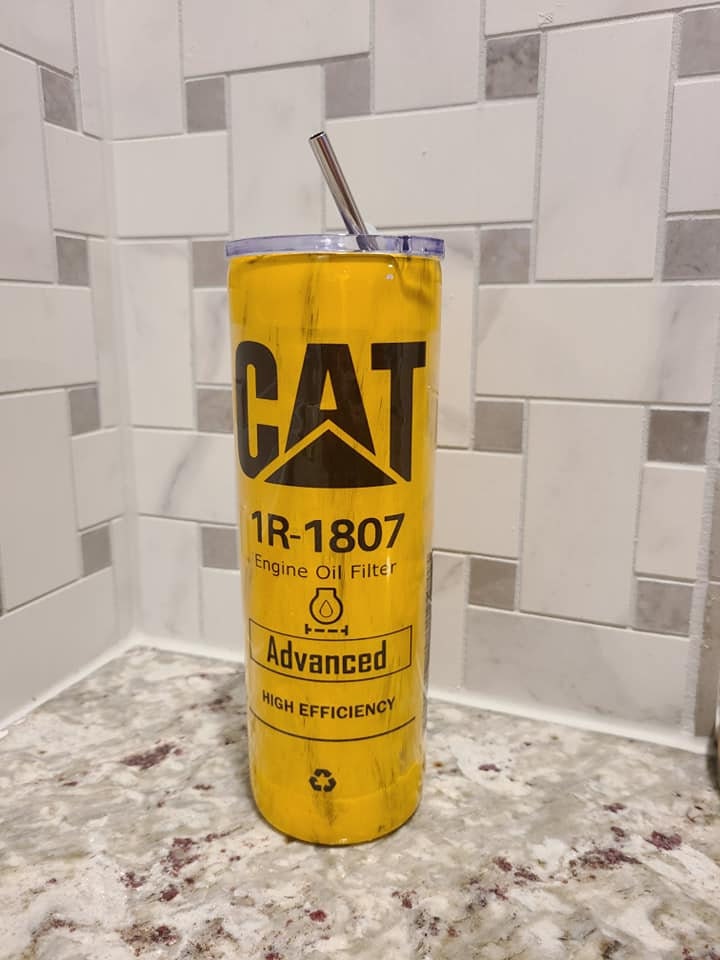 CAT
1R-1807
Engine Oil Filter
Advanced
HIGH EFFICIENCY